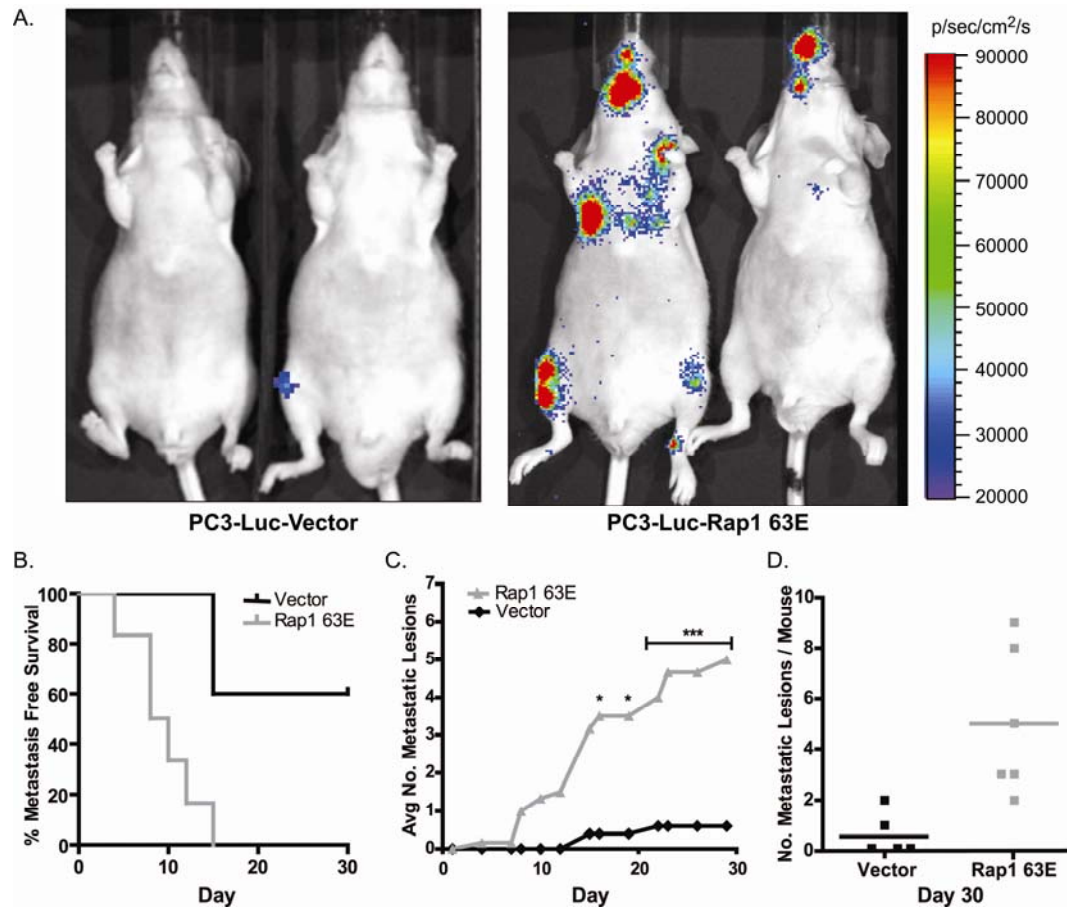 A.
p/sec/cm²/s
90000
80000
70000
60000
50000
40000
30000
20000
PC3-Luc-Vector
PC3-Luc-Rap1 63E
B.
% Metastasis Free Survival
100
80
60
40
20
0
Vector
Rap1 63E
0
10
20
30
Day
C.
Avg No. Metastatic Lesions
7
6
5
4
3
2
1
0
Rap1 63E
Vector
*
*
***
0
10
20
30
Day
D.
No. Metastatic Lesions / Mouse
10
8
6
4
2
0
Vector
Rap1 63E
Day 30